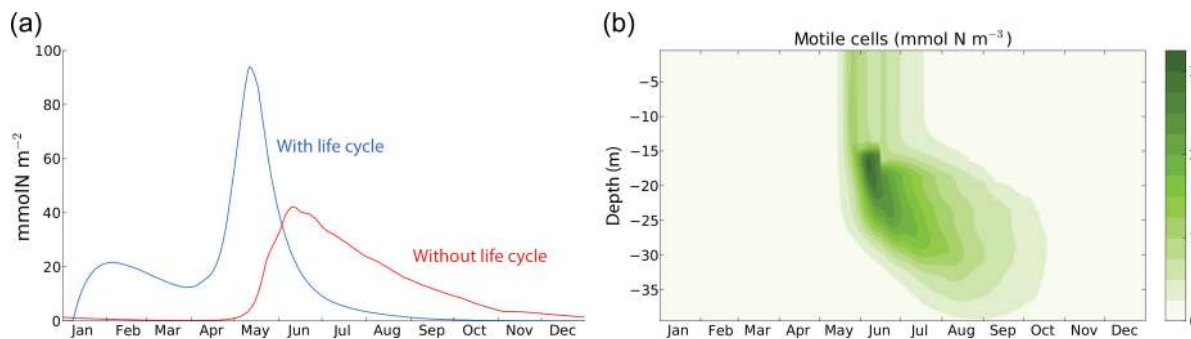 (a)
100
80
60
40
20
0
mmolN m⁻²
With life cycle
Without life cycle
Jan Feb Mar Apr May Jun Jul Aug Sep Oct Nov Dec
(b)
Motile cells (mmol N m⁻³)
−5
−10
−15
−20
−25
−30
−35
Depth (m)
Jan Feb Mar Apr May Jun Jul Aug Sep Oct Nov Dec